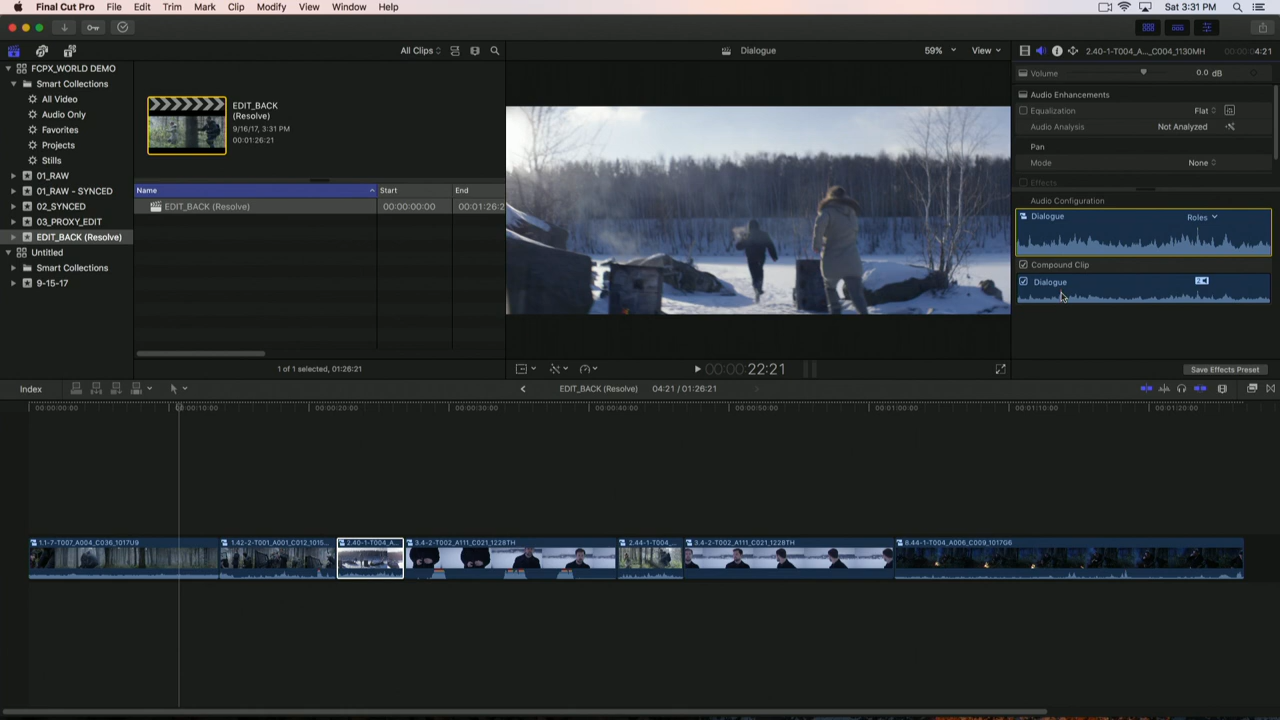 Final Cut Pro File Edit Trim Mark Clip Modify View Window Help
Sat 3:31 PM
All Clips
Dialogue
59%
View
2.40-1-T004_A..._C004_1130MH
00:00:04:21
FCPX_WORLD DEMO
Smart Collections
All Video
Audio Only
Favorites
Projects
Stills
01_RAW
01_RAW - SYNCED
02_SYNCED
03_PROXY_EDIT
EDIT_BACK (Resolve)
Untitled
Smart Collections
9-15-17
EDIT_BACK
(Resolve)
9/16/17, 3:31 PM
00:01:26:21
Name Start End
EDIT_BACK (Resolve) 00:00:00:00 00:01:26:2
1 of 1 selected, 01:26:21
00:00:22:21
Volume 0.0 dB
Audio Enhancements
Equalization Flat
Audio Analysis Not Analyzed
Pan
Mode None
Effects
Audio Configuration
Dialogue Roles
Compound Clip
Dialogue
Save Effects Preset
Index
EDIT_BACK (Resolve) 04:21 / 01:26:21
00:00:00:00 00:00:10:00 00:00:20:00 00:00:30:00 00:00:40:00 00:00:50:00 00:01:00:00 00:01:10:00 00:01:20:00
1.1-7-T007_A004_C036_1017U9
1.42-2-T001_A001_C012_1015...
2.40-1-T004_A...
3.4-2-T002_A111_C021_1228TH
2.44-1-T004_...
3.4-2-T002_A111_C021_1228TH
8.44-1-T004_A006_C009_1017G6